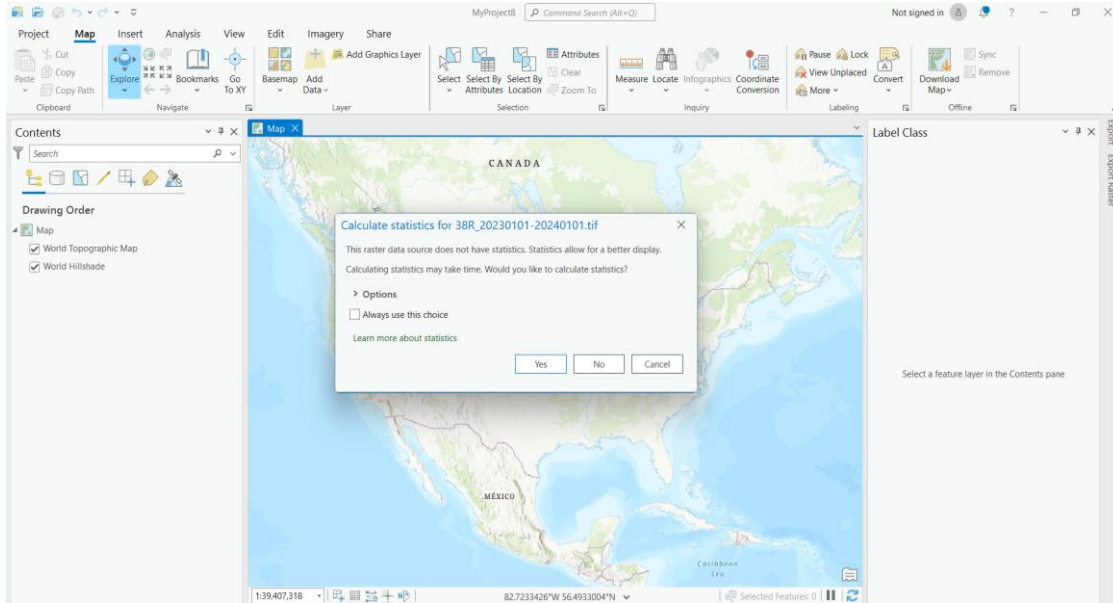 MyProject8
Command Search (Alt+Q)
Not signed in
?
Project Map Insert Analysis View Edit Imagery Share
Paste
Cut
Copy
Copy Path
Clipboard
Explore
Bookmarks
Go To XY
Navigate
Basemap
Add Data
Add Graphics Layer
Layer
Select
Select By Attributes
Select By Location
Attributes
Clear
Zoom To
Selection
Measure
Locate
Infographics
Coordinate Conversion
Inquiry
Pause
Lock
View Unplaced
More
Convert
Labeling
Download Map
Sync
Remove
Offline
Contents
Search
Drawing Order
Map
World Topographic Map
World Hillshade
Map
CANADA
Calculate statistics for 38R_20230101-20240101.tif
This raster data source does not have statistics. Statistics allow for a better display.
Calculating statistics may take time. Would you like to calculate statistics?
Options
Always use this choice
Learn more about statistics
Yes No Cancel
MÉXICO
Caribbean
Sea
1:39,407,318
82.7233426°W 56.4933004°N
Selected Features: 0
Label Class
Select a feature layer in the Contents pane
Export
Export Raster